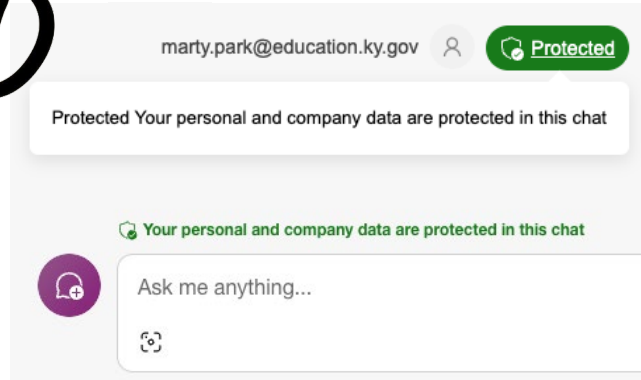 marty.park@education.ky.gov Protected
Protected Your personal and company data are protected in this chat
Your personal and company data are protected in this chat
Ask me anything...